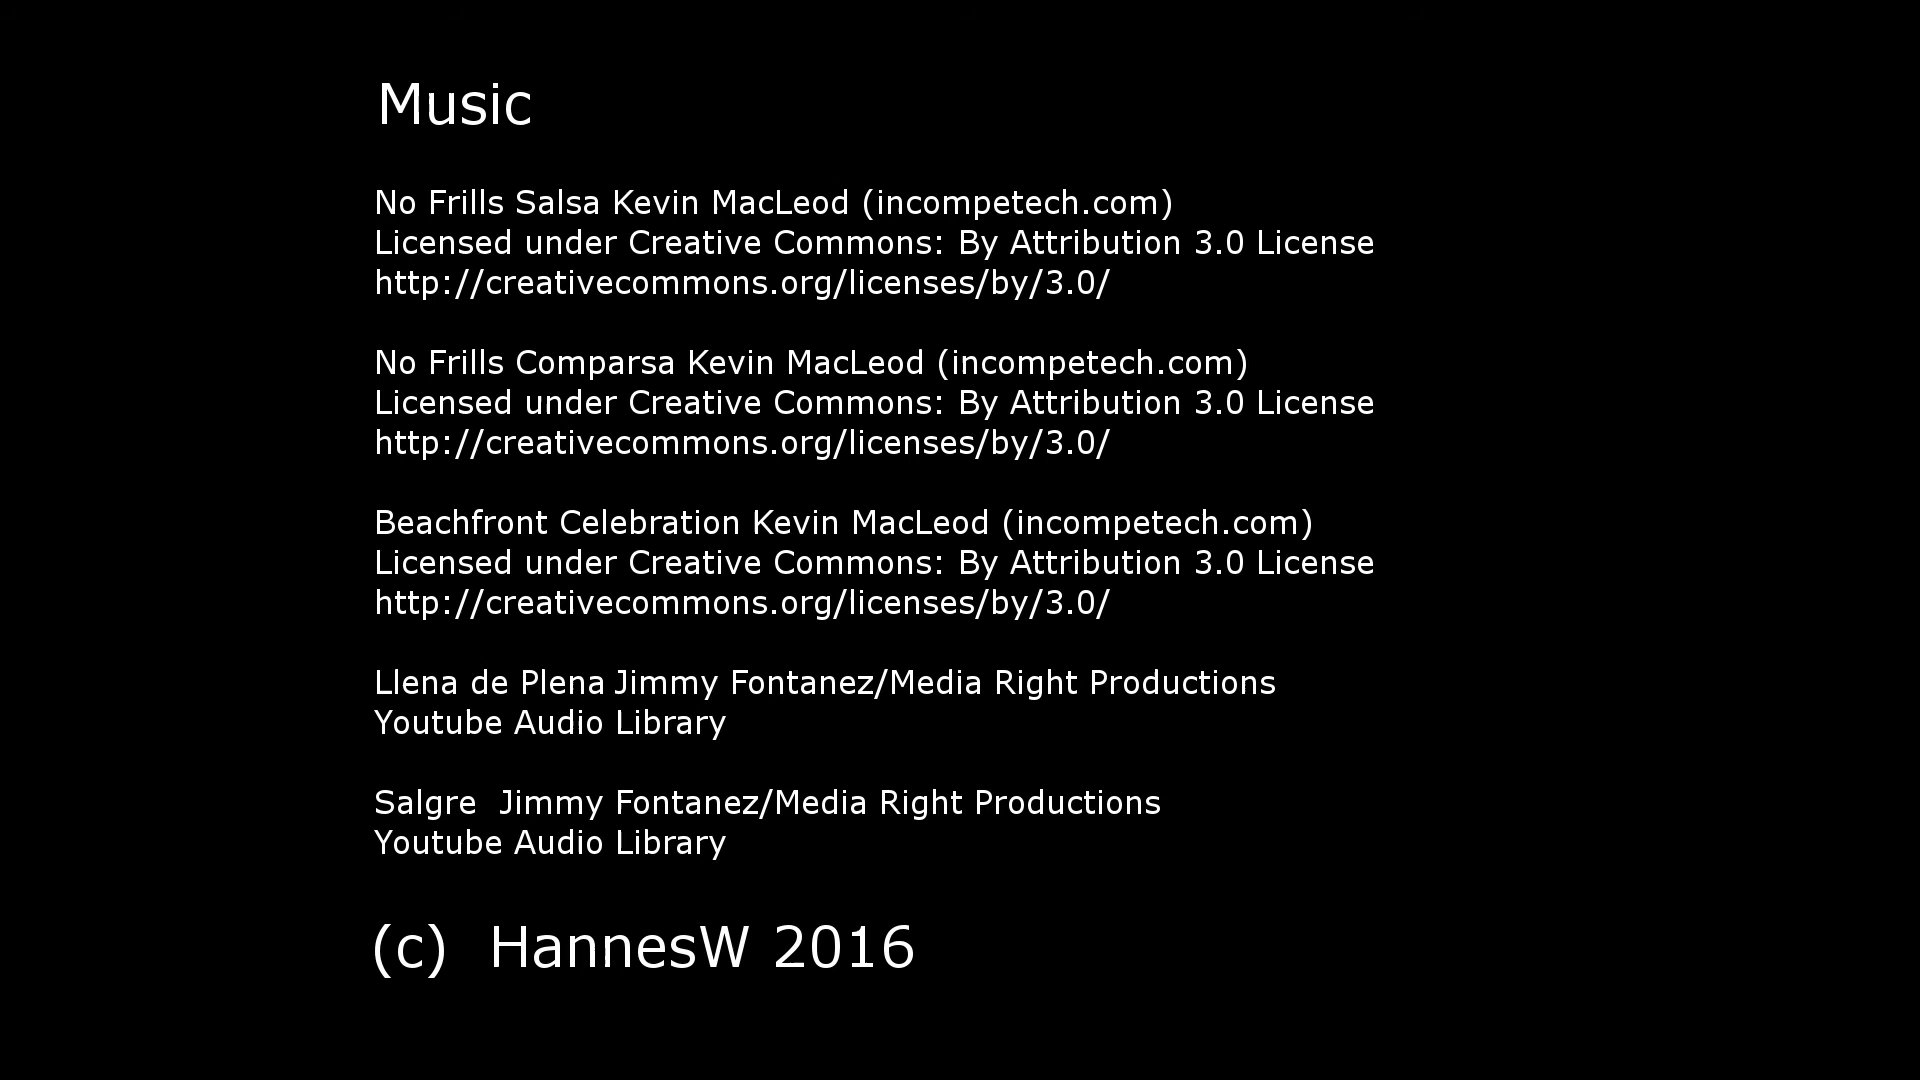 Music
No Frills Salsa Kevin MacLeod (incompetech.com)
Licensed under Creative Commons: By Attribution 3.0 License
http://creativecommons.org/licenses/by/3.0/
No Frills Comparsa Kevin MacLeod (incompetech.com)
Licensed under Creative Commons: By Attribution 3.0 License
http://creativecommons.org/licenses/by/3.0/
Beachfront Celebration Kevin MacLeod (incompetech.com)
Licensed under Creative Commons: By Attribution 3.0 License
http://creativecommons.org/licenses/by/3.0/
Llena de Plena Jimmy Fontanez/Media Right Productions
Youtube Audio Library
Salgre  Jimmy Fontanez/Media Right Productions
Youtube Audio Library
(c)  HannesW 2016